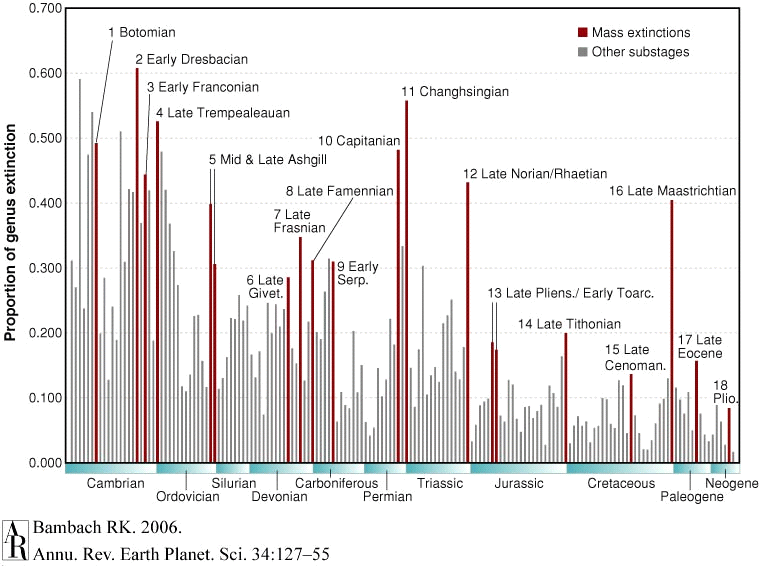 0.700
0.600
0.500
0.400
0.300
0.200
0.100
0.000
Proportion of genus extinction
Mass extinctions
Other substages
1 Botomian
2 Early Dresbacian
3 Early Franconian
4 Late Trempealeauan
5 Mid & Late Ashgill
6 Late
Givet.
7 Late
Frasnian
8 Late Famennian
9 Early
Serp.
10 Capitanian
11 Changhsingian
12 Late Norian/Rhaetian
13 Late Pliens./ Early Toarc.
14 Late Tithonian
15 Late
Cenoman.
16 Late Maastrichtian
17 Late
Eocene
18
Plio.
Cambrian
Ordovician
Silurian
Devonian
Carboniferous
Permian
Triassic
Jurassic
Cretaceous
Paleogene
Neogene
AR
Bambach RK. 2006.
Annu. Rev. Earth Planet. Sci. 34:127–55